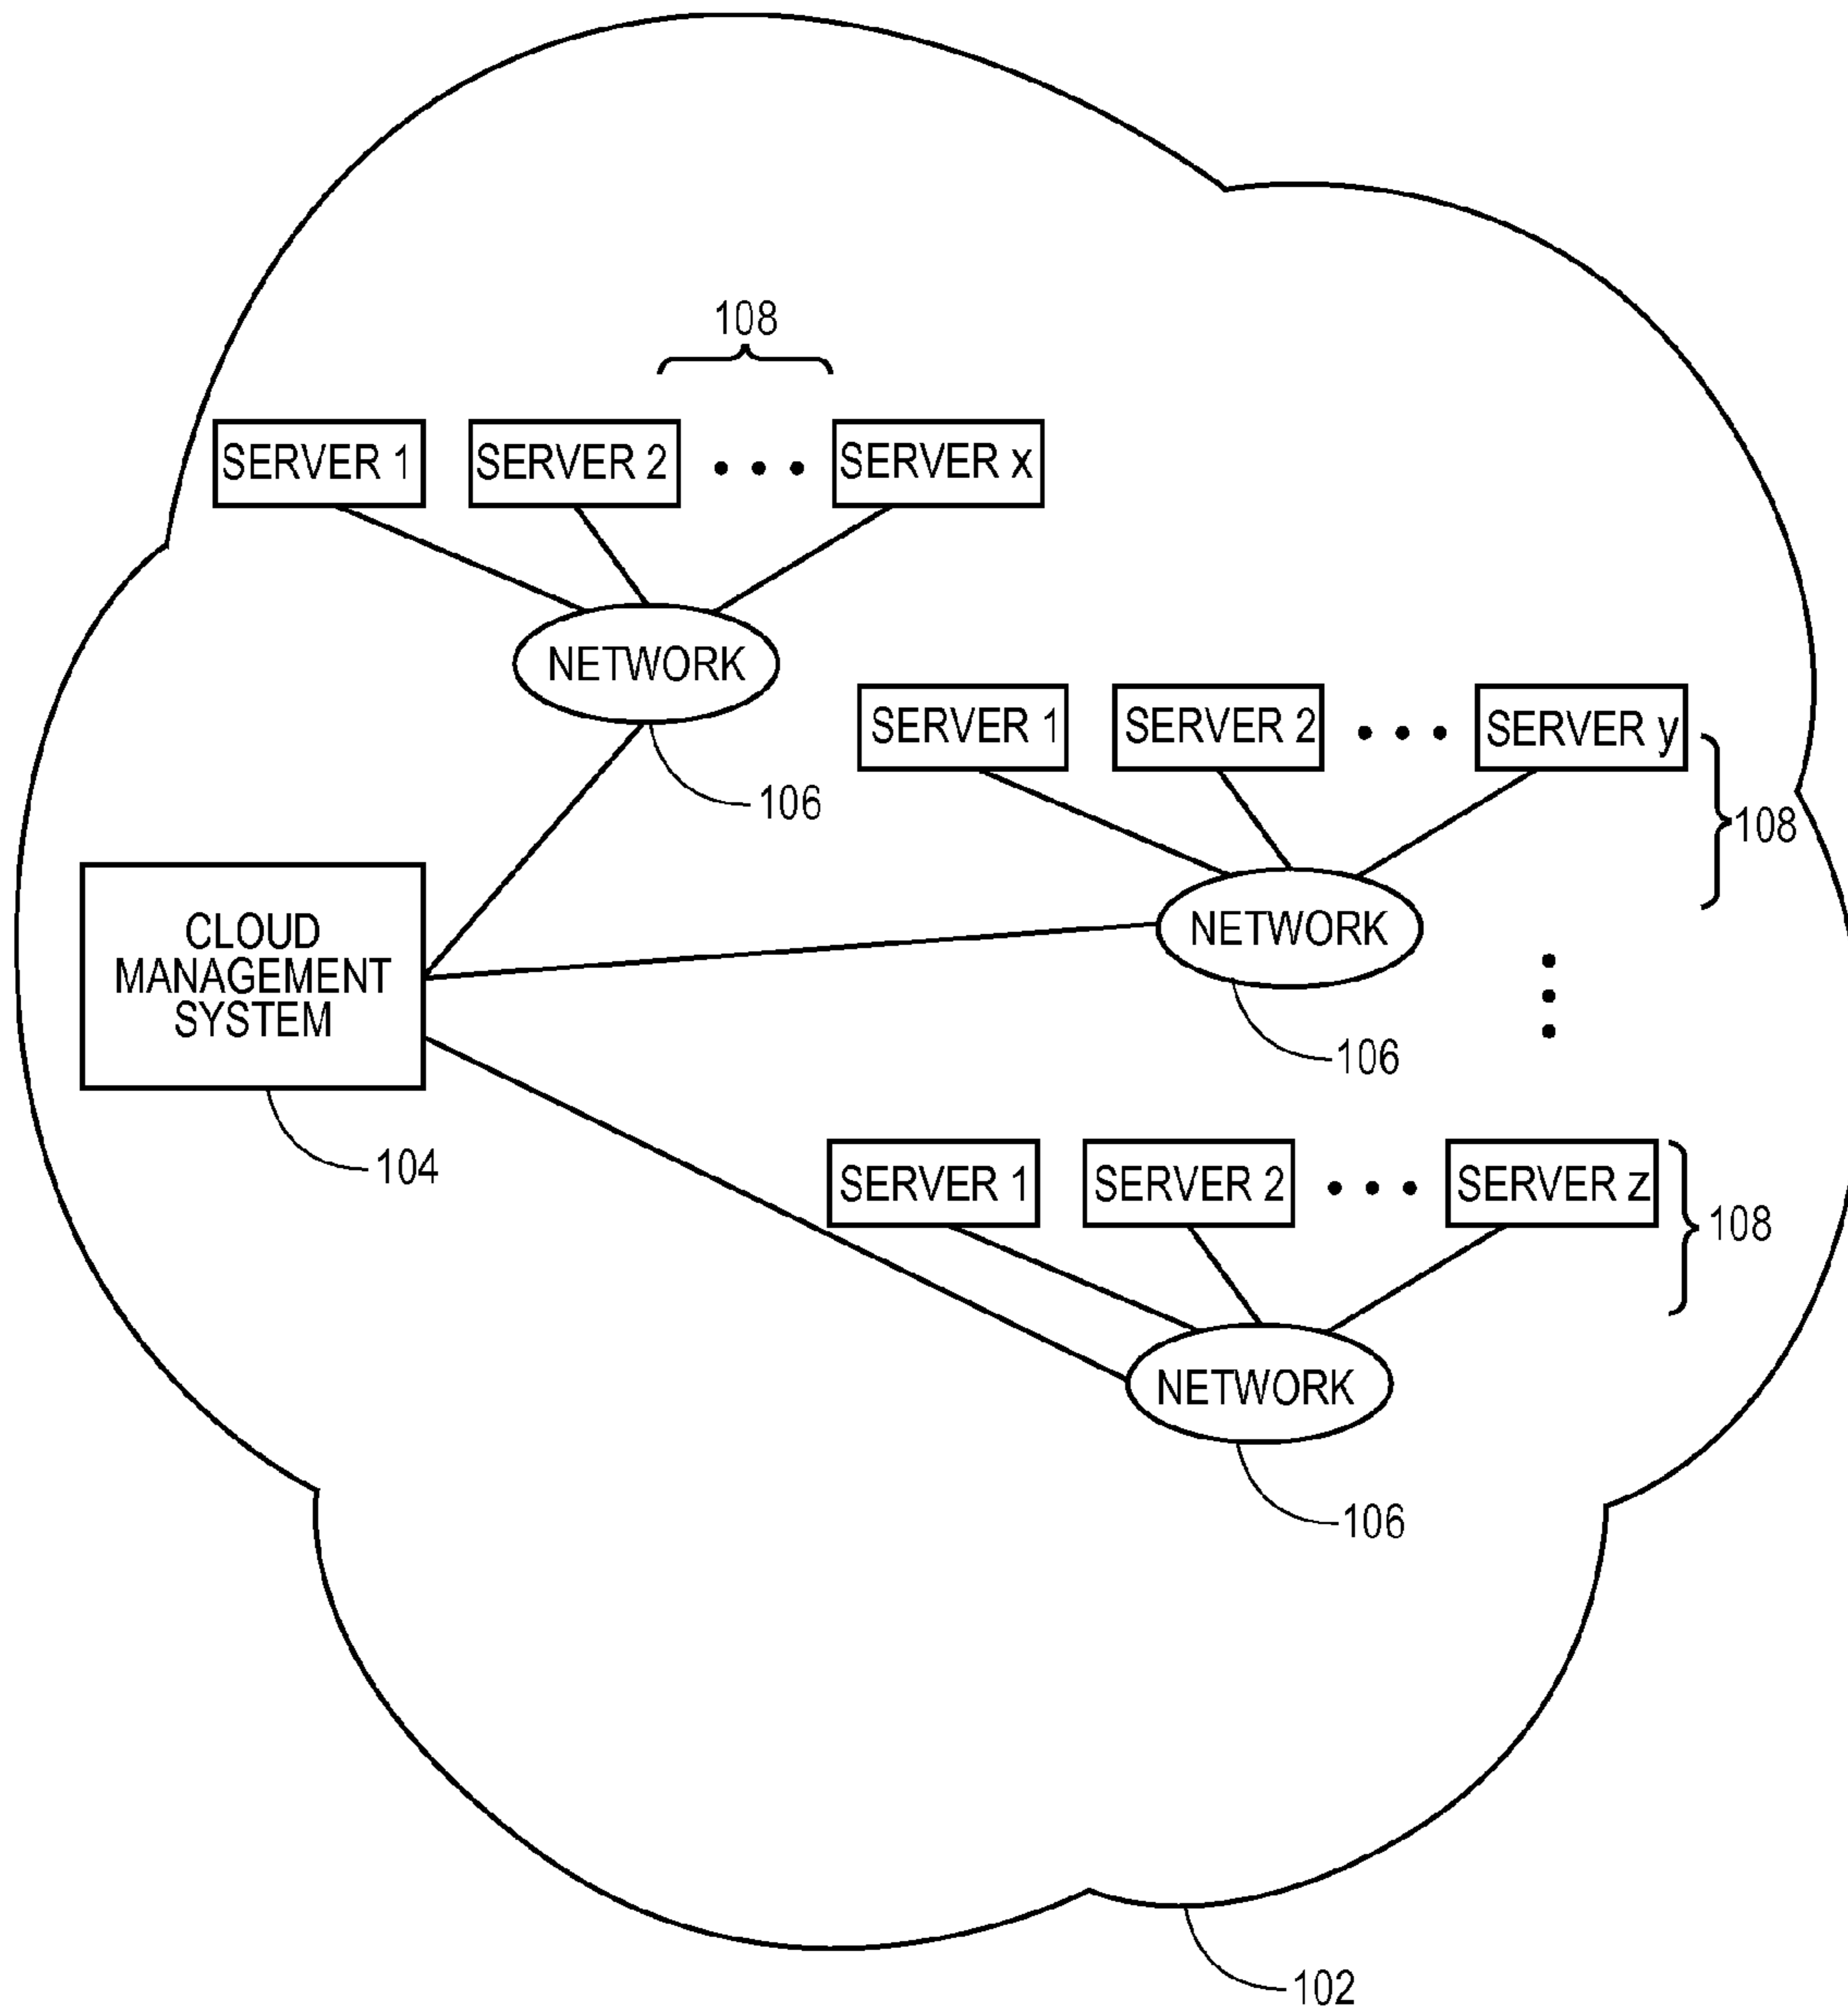 108
SERVER 1
SERVER 2
SERVER x
NETWORK
106
SERVER 1
SERVER 2
SERVER y
108
NETWORK
106
CLOUD
MANAGEMENT
SYSTEM
104
SERVER 1
SERVER 2
SERVER z
108
NETWORK
106
102